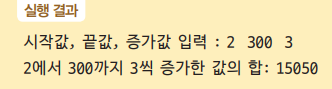 실행 결과
시작값, 끝값, 증가값 입력 : 2 300 3
2에서 300까지 3씩 증가한 값의 합: 15050